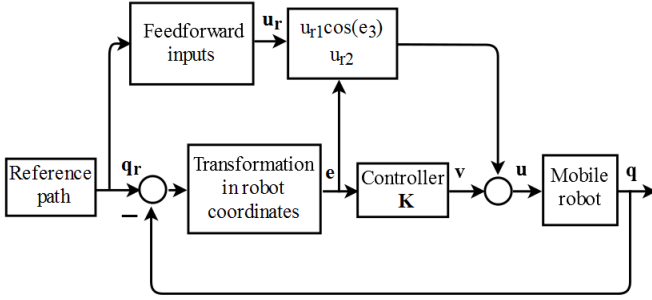 Feedforward
inputs
u_r
u_r1cos(e_3)
u_r2
Reference
path
q_r
−
Transformation
in robot
coordinates
e
Controller
K
v
u
Mobile
robot
q